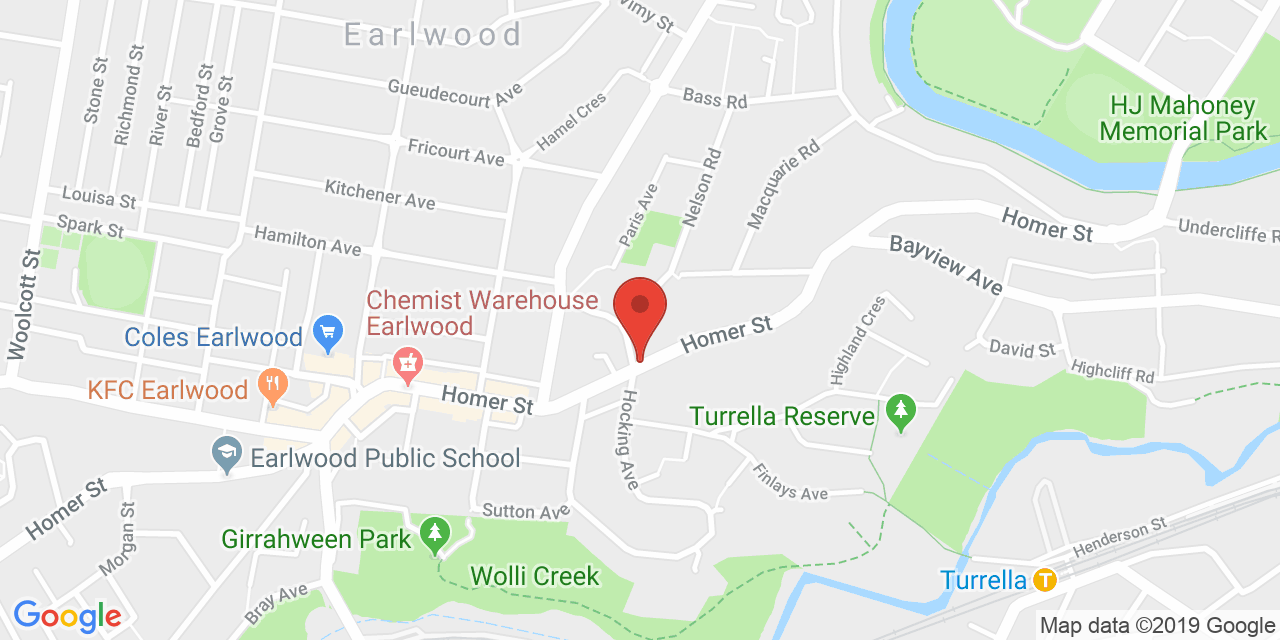 Vimy St
Earlwood
Stone St
Richmond St
River St
Bedford St
Grove St
Gueudecourt Ave
Hamel Cres
Bass Rd
HJ Mahoney
Memorial Park
Fricourt Ave
Kitchener Ave
Louisa St
Spark St
Hamilton Ave
Paris Ave
Nelson Rd
Macquarie Rd
Homer St
Undercliffe R
Bayview Ave
Woolcott St
Chemist Warehouse
Earlwood
Coles Earlwood
KFC Earlwood
Homer St
Homer St
Highland Cres
David St
Highcliff Rd
Hocking Ave
Turrella Reserve
Earlwood Public School
Finlays Ave
Homer St
Morgan St
Sutton Ave
Girrahween Park
Wolli Creek
Bray Ave
Henderson St
Turrella
T
Google
Map data ©2019 Google